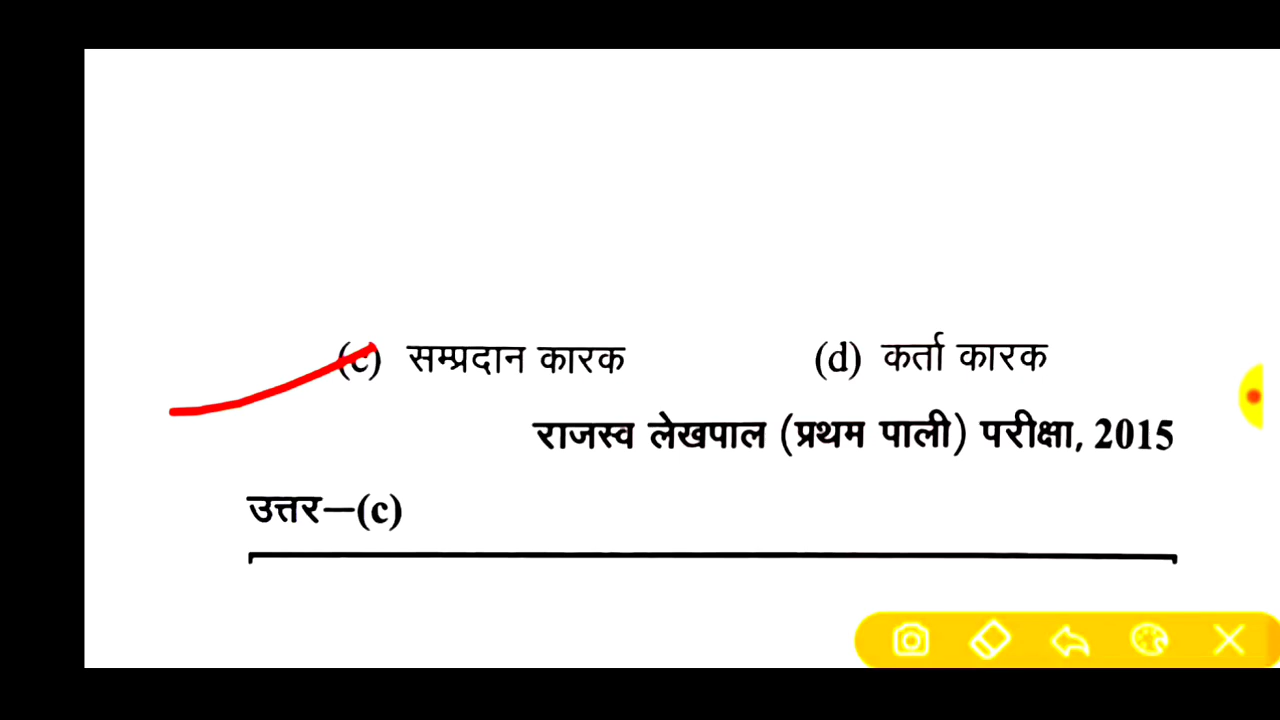 (c) सम्प्रदान कारक (d) कर्ता कारक
राजस्व लेखपाल (प्रथम पाली) परीक्षा, 2015
उत्तर—(c)